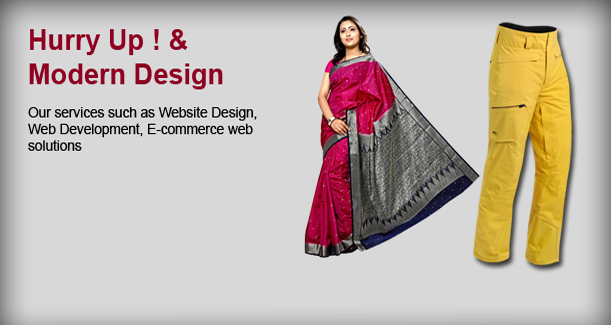 Hurry Up ! &
Modern Design
Our services such as Website Design,
Web Development, E-commerce web
solutions